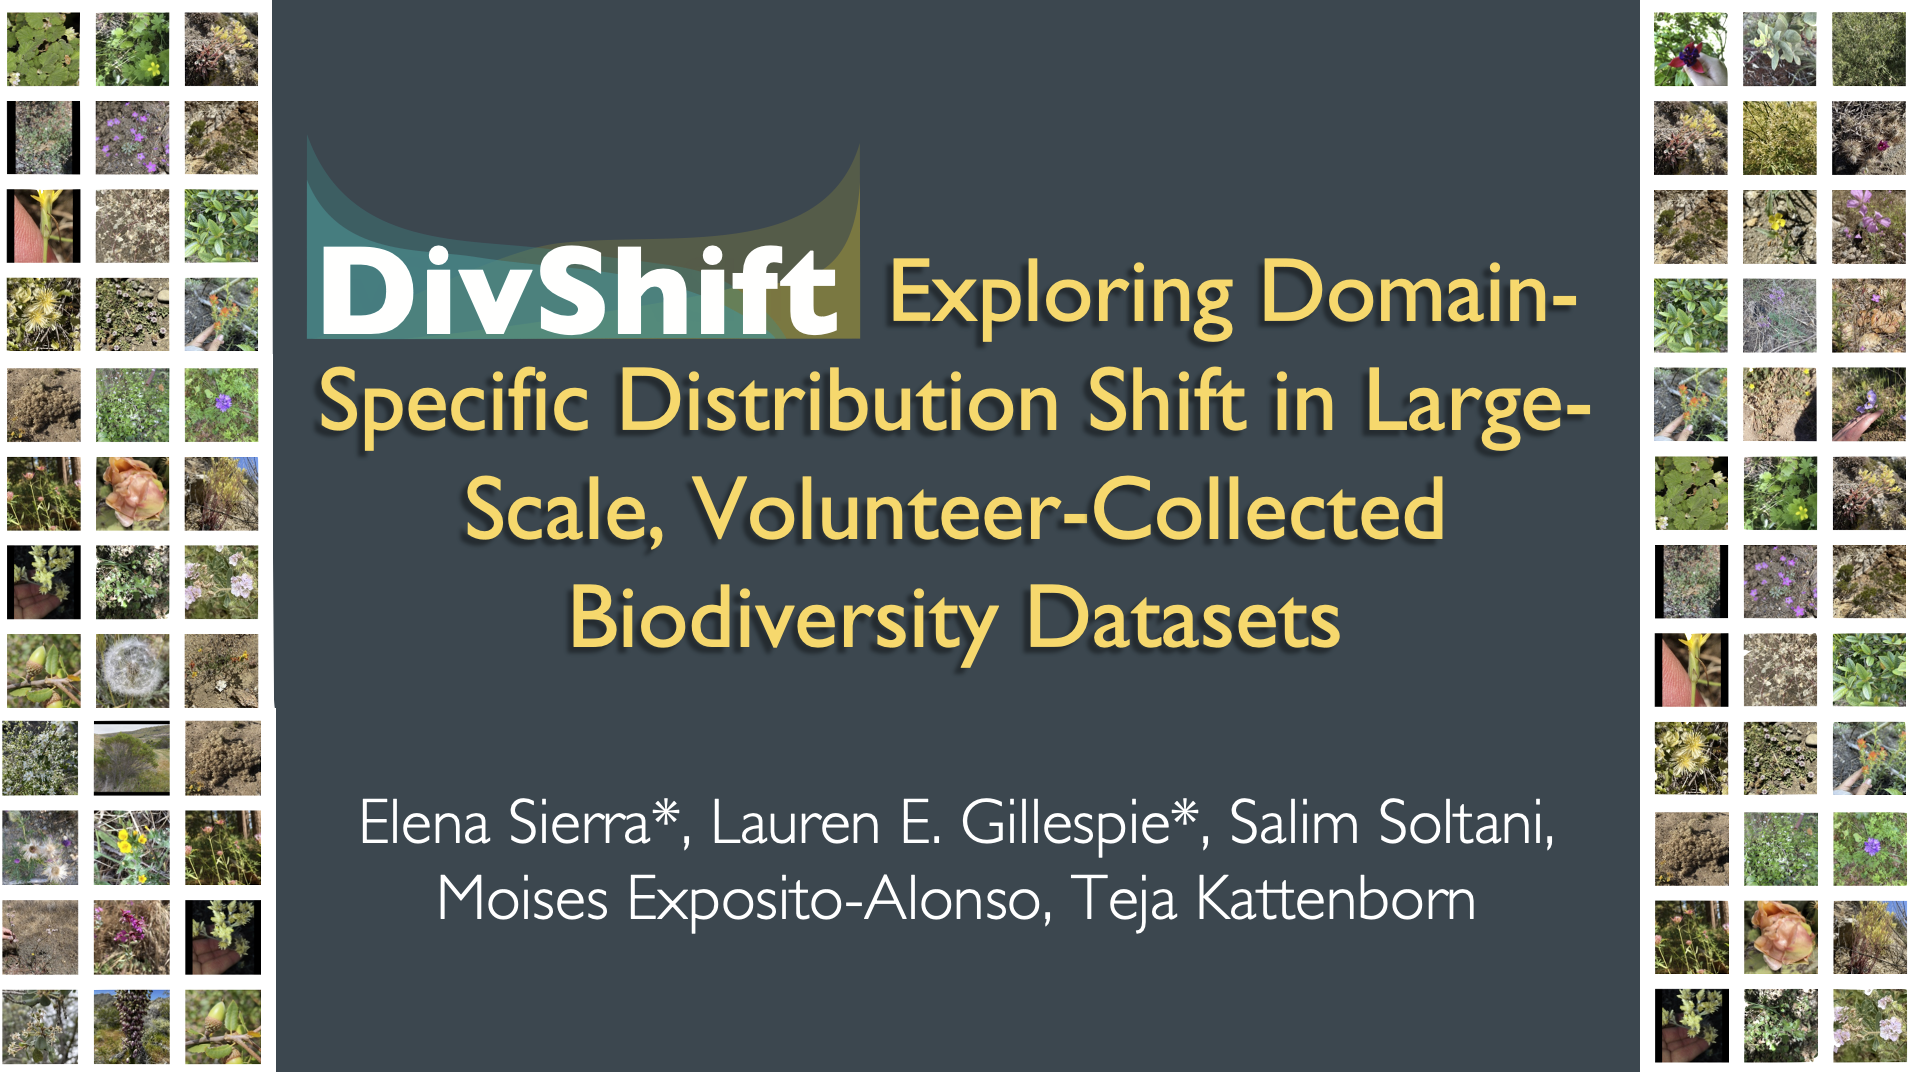 DivShift Exploring Domain-
Specific Distribution Shift in Large-
Scale, Volunteer-Collected
Biodiversity Datasets
Elena Sierra*, Lauren E. Gillespie*, Salim Soltani,
Moises Exposito-Alonso, Teja Kattenborn